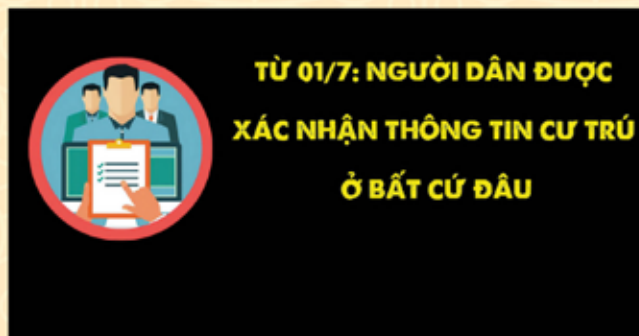 TỪ 01/7: NGƯỜI DÂN ĐƯỢC
XÁC NHẬN THÔNG TIN CƯ TRÚ
Ở BẤT CỨ ĐÂU